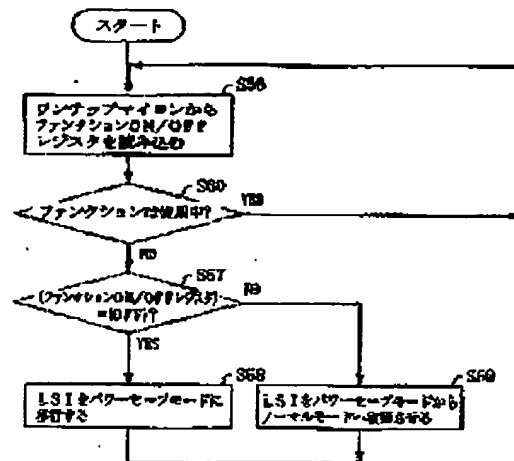 スタート
S56
ワンチップマイコンから
ファンクションON/OFF
レジスタを読み込む
S60
ファンクションは使用中?
YES
NO
S57
[ファンクションON/OFFレジスタ]
=[OFF]?
NO
YES
S58
LSIをパワーセーブモードに
移行する
S59
LSIをパワーセーブモードから
ノーマルモードへ復帰させる